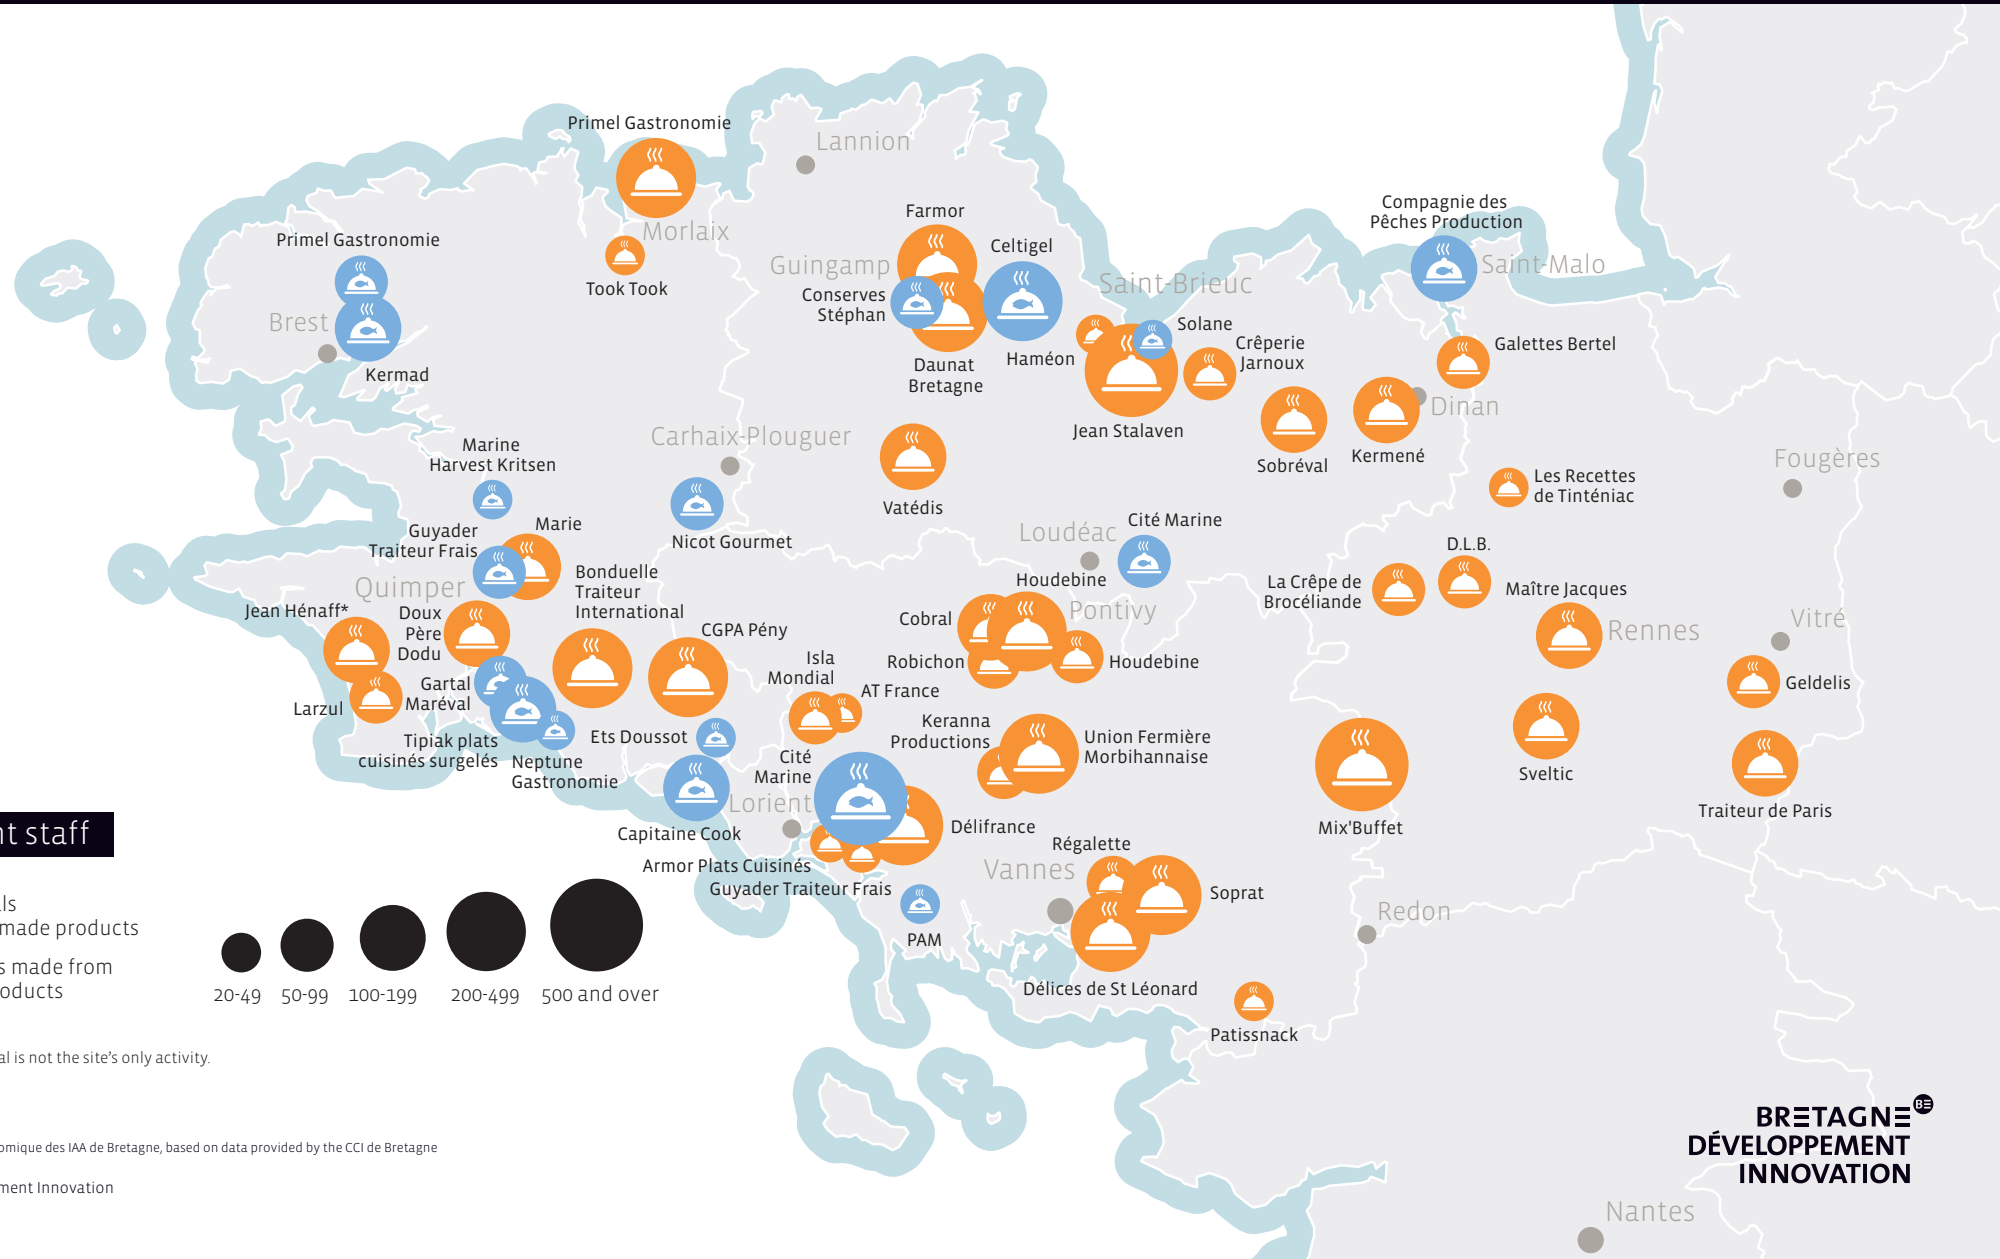 Primel Gastronomie
Lannion
Compagnie des
Pêches Production
Farmor
Morlaix
Primel Gastronomie
Celtigel
Guingamp
Saint-Malo
Took Took
Saint-Brieuc
Conserves
Stéphan
Brest
Solane
Crêperie
Jarnoux
Galettes Bertel
Haméon
Daunat
Bretagne
Kermad
Dinan
Jean Stalaven
Carhaix-Plouguer
Marine
Harvest Kritsen
Sobréval
Kermené
Fougères
Les Recettes
de Tinténiac
Vatédis
Guyader
Traiteur Frais
Marie
Nicot Gourmet
Loudéac
Cité Marine
D.L.B.
Quimper
Bonduelle
Traiteur
International
Houdebine
La Crêpe de
Brocéliande
Maître Jacques
Jean Hénaff*
Doux
Père
Dodu
Cobral
Pontivy
Rennes
Vitré
CGPA Pény
Isla
Mondial
Robichon
Houdebine
Gartal
Maréval
Larzul
AT France
Geldelis
Keranna
Productions
Union Fermière
Morbihannaise
Tipiak plats
cuisinés surgelés
Neptune
Gastronomie
Ets Doussot
Cité
Marine
Sveltic
Lorient
Traiteur de Paris
Capitaine Cook
Délifrance
Mix'Buffet
Armor Plats Cuisinés
Guyader Traiteur Frais
Régalette
Vannes
Soprat
Redon
PAM
Délices de St Léonard
Patissnack
Nantes
nt staff
ls
made products
s made from
oducts
20-49 50-99 100-199 200-499 500 and over
al is not the site's only activity.
omique des IAA de Bretagne, based on data provided by the CCI de Bretagne
ment Innovation
BRETAGNE BE
DÉVELOPPEMENT
INNOVATION